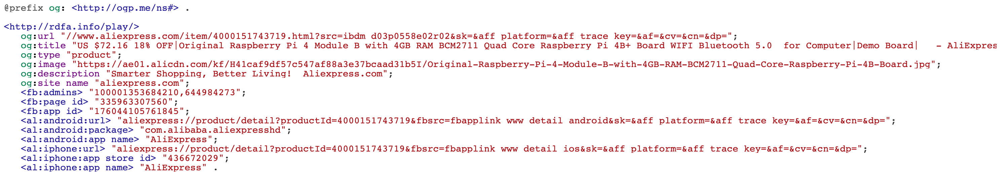 @prefix og: <http://ogp.me/ns#> .
<http://rdfa.info/play/>
og:url "//www.aliexpress.com/item/4000151743719.html?src=ibdm d03p0558e02r02&sk=&aff platform=&aff trace key=&af=&cv=&cn=&dp=";
og:title "US $72.16 18% OFF|Original Raspberry Pi 4 Module B with 4GB RAM BCM2711 Quad Core Raspberry Pi 4B+ Board WIFI Bluetooth 5.0  for Computer|Demo Board|   - AliExpres
og:type "product";
og:image "https://ae01.alicdn.com/kf/H41caf9df57c547af88a3e37bcaad31b5I/Original-Raspberry-Pi-4-Module-B-with-4GB-RAM-BCM2711-Quad-Core-Raspberry-Pi-4B-Board.jpg";
og:description "Smarter Shopping, Better Living!  Aliexpress.com";
og:site name "aliexpress.com";
<fb:admins> "100001353684210,644984273";
<fb:page id> "335963307560";
<fb:app id> "176044105761845";
<al:android:url> "aliexpress://product/detail?productId=4000151743719&fbsrc=fbapplink www detail android&sk=&aff platform=&aff trace key=&af=&cv=&cn=&dp=";
<al:android:package> "com.alibaba.aliexpresshd";
<al:android:app name> "AliExpress";
<al:iphone:url> "aliexpress://product/detail?productId=4000151743719&fbsrc=fbapplink www detail ios&sk=&aff platform=&aff trace key=&af=&cv=&cn=&dp=";
<al:iphone:app store id> "436672029";
<al:iphone:app name> "AliExpress" .